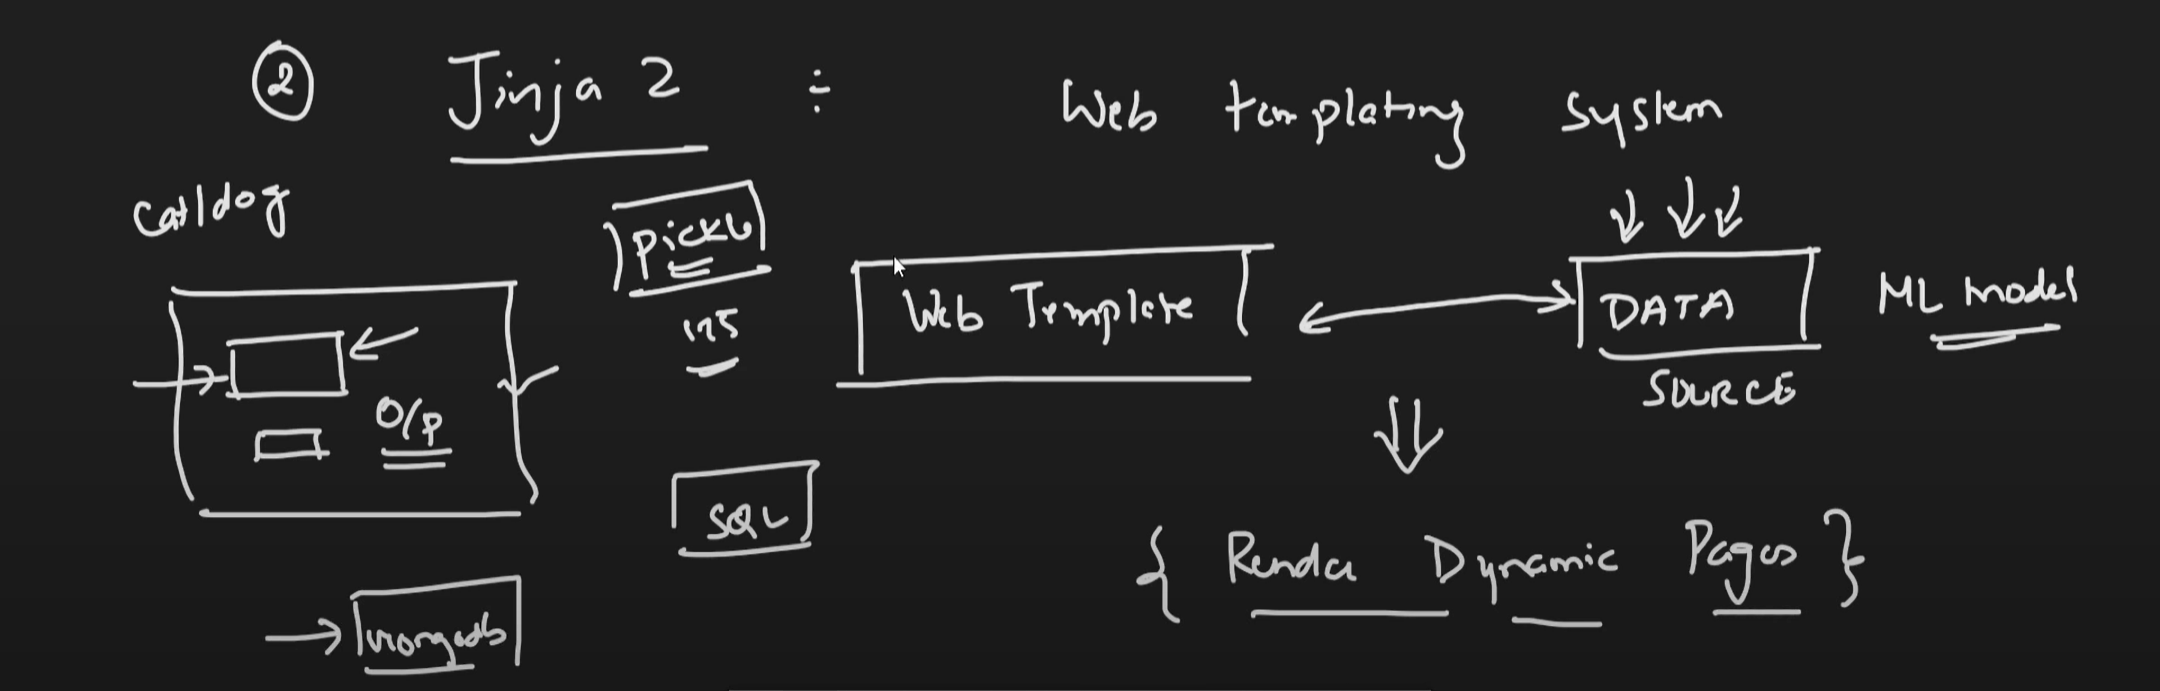 2 Jinja 2 ÷ Web templating system
Cat/dog
Pickle
Web Template
DATA
ML model
SOURCE
O/P
SQL
Render Dynamic Pages
mongodb